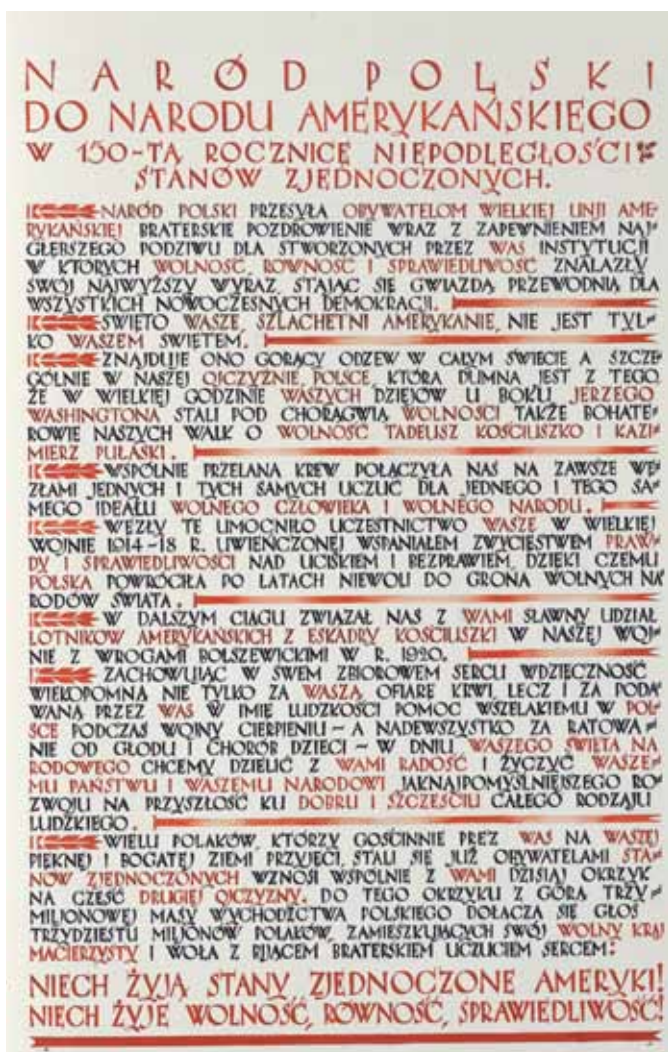 NARÓD POLSKI
DO NARODU AMERYKAŃSKIEGO
W 150-TĄ ROCZNICĘ NIEPODLEGŁOŚCI
STANÓW ZJEDNOCZONYCH.
NARÓD POLSKI PRZESYŁA OBYWATELOM WIELKIEJ UNJI AME-
RYKAŃSKIEJ BRATERSKIE POZDROWIENIE WRAZ Z ZAPEWNIENIEM NAJ-
GŁĘBSZEGO PODZIWU DLA STWORZONYCH PRZEZ WAS INSTYTUCJI
W KTÓRYCH WOLNOŚĆ, RÓWNOŚĆ I SPRAWIEDLIWOŚĆ ZNALAZŁY
SWÓJ NAJWYŻSZY WYRAZ, STAJĄC SIĘ GWIAZDĄ PRZEWODNIĄ DLA
WSZYSTKICH NOWOCZESNYCH DEMOKRACJI.
ŚWIĘTO WASZE, SZLACHETNI AMERYKANIE, NIE JEST TYL-
KO WASZEM ŚWIĘTEM.
ZNAJDUJE ONO GORĄCY ODZEW W CAŁYM ŚWIECIE A SZCZE-
GÓLNIE W NASZEJ OJCZYŹNIE, POLSCE, KTÓRA DUMNA JEST Z TEGO
ŻE W WIELKIEJ GODZINIE WASZYCH DZIEJÓW U BOKU JERZEGO
WASHINGTONA STALI POD CHORĄGWIĄ WOLNOŚCI TAKŻE BOHATE-
ROWIE NASZYCH WALK O WOLNOŚĆ TADEUSZ KOŚCIUSZKO I KAZI-
MIERZ PUŁASKI.
WSPÓLNIE PRZELANA KREW POŁĄCZYŁA NAS NA ZAWSZE WĘ-
ZŁAMI JEDNYCH I TYCH SAMYCH UCZUĆ DLA JEDNEGO I TEGO SA-
MEGO IDEAŁU WOLNEGO CZŁOWIEKA I WOLNEGO NARODU.
WĘZŁY TE UMOCNIŁO UCZESTNICTWO WASZE W WIELKIEJ
WOJNIE 1914-18 R. UWIEŃCZONEJ WSPANIAŁEM ZWYCIĘSTWEM PRAW-
DY I SPRAWIEDLIWOŚCI NAD UCISKIEM I BEZPRAWIEM, DZIĘKI CZEMU
POLSKA POWRÓCIŁA PO LATACH NIEWOLI DO GRONA WOLNYCH NA-
RODÓW ŚWIATA.
W DALSZYM CIĄGU ZWIĄZAŁ NAS Z WAMI SŁAWNY UDZIAŁ
LOTNIKÓW AMERYKAŃSKICH Z ESKADRY KOŚCIUSZKI W NASZEJ WOJ-
NIE Z WROGAMI BOLSZEWICKIMI W R. 1920.
ZACHOWUJĄC W SWEM ZBIOROWEM SERCU WDZIĘCZNOŚĆ
WIEKOPOMNĄ NIE TYLKO ZA WASZĄ OFIARĘ KRWI, LECZ I ZA PODA-
WANĄ PRZEZ WAS W IMIĘ LUDZKOŚCI POMOC WSZELAKIEMU W POL-
SCE PODCZAS WOJNY CIERPIENIU - A NADEWSZYSTKO ZA RATOWA-
NIE OD GŁODU I CHORÓB DZIECI - W DNIU WASZEGO ŚWIĘTA NA
RODOWEGO CHCEMY DZIELIĆ Z WAMI RADOŚĆ I ŻYCZYĆ WASZE-
MU PAŃSTWU I WASZEMU NARODOWI JAKNAJPOMYŚLNIEJSZEGO RO-
ZWOJU NA PRZYSZŁOŚĆ KU DOBRU I SZCZĘŚCIU CAŁEGO RODZAJU
LUDZKIEGO.
WIELU POLAKÓW, KTÓRZY GOŚCINNIE PRE'Z WAS NA WASZEJ
PIĘKNEJ I BOGATEJ ZIEMI PRZYJĘCI, STALI SIĘ JUŻ OBYWATELAMI STA-
NÓW ZJEDNOCZONYCH WZNOSI WSPÓLNIE Z WAMI DZISIAJ OKRZYK
NA CZEŚĆ DRUGIEJ OJCZYZNY. DO TEGO OKRZYKU Z GÓRĄ TRZY-
MILJONOWEJ MASY WYCHODŹCTWA POLSKIEGO DOŁĄCZA SIĘ GŁOS
TRZYDZIESTU MILJONÓW POLAKÓW, ZAMIESZKUJĄCYCH SWÓJ WOLNY KRAJ
MACIERZYSTY I WOŁA Z BIJĄCEM BRATERSKIEM UCZUCIEM SERCEM:
NIECH ŻYJĄ STANY ZJEDNOCZONE AMERYKI!
NIECH ŻYJE WOLNOŚĆ, RÓWNOŚĆ, SPRAWIEDLIWOŚĆ!